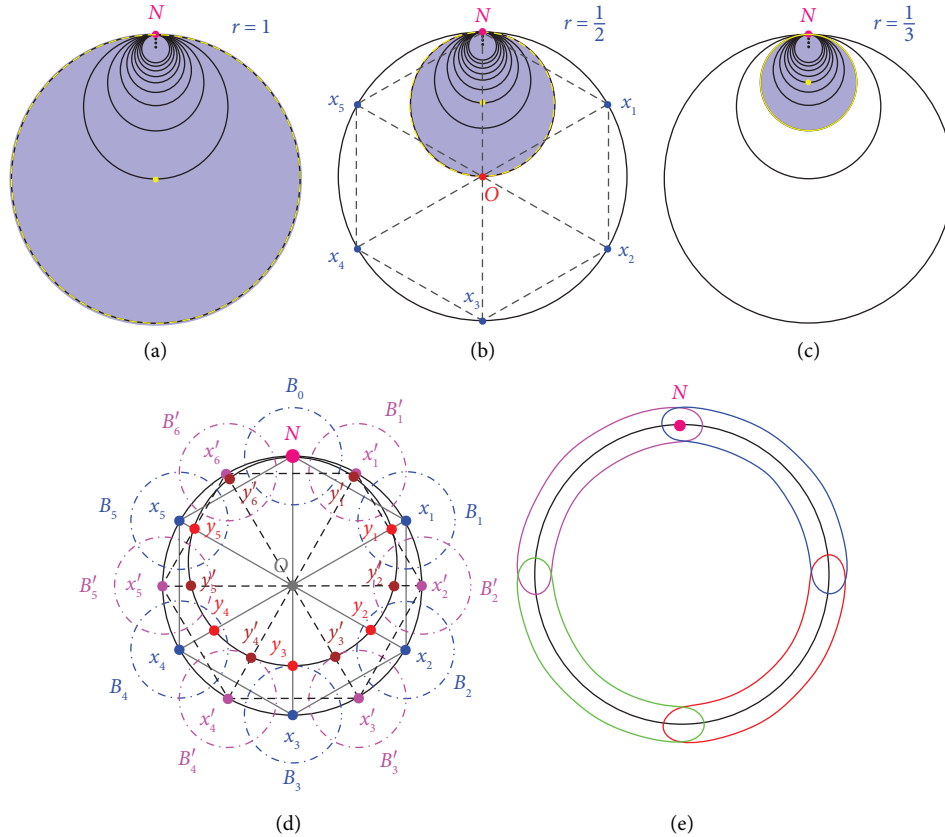 N
r = 1
(a)
N
r = 1/2
x₅
x₁
O
x₄
x₂
x₃
(b)
N
r = 1/3
(c)
B₀
B′₆
N
B′₁
x′₆
x′₁
B₅
x₅
y′₆
y′₁
x₁
B₁
y₅
y₁
O
B′₅
x′₅
y′₅
y′₂
x′₂
B′₂
y₄
y₂
y′₄
y₃
y′₃
x₄
x₂
B₄
B₂
x′₄
x₃
x′₃
B′₄
B₃
B′₃
(d)
N
(e)